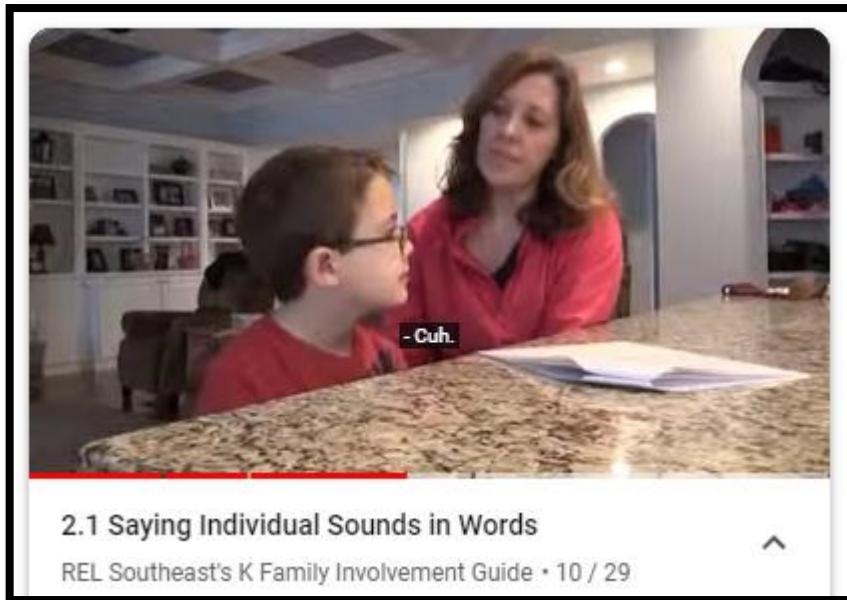 - Cuh.
2.1 Saying Individual Sounds in Words
REL Southeast's K Family Involvement Guide • 10 / 29